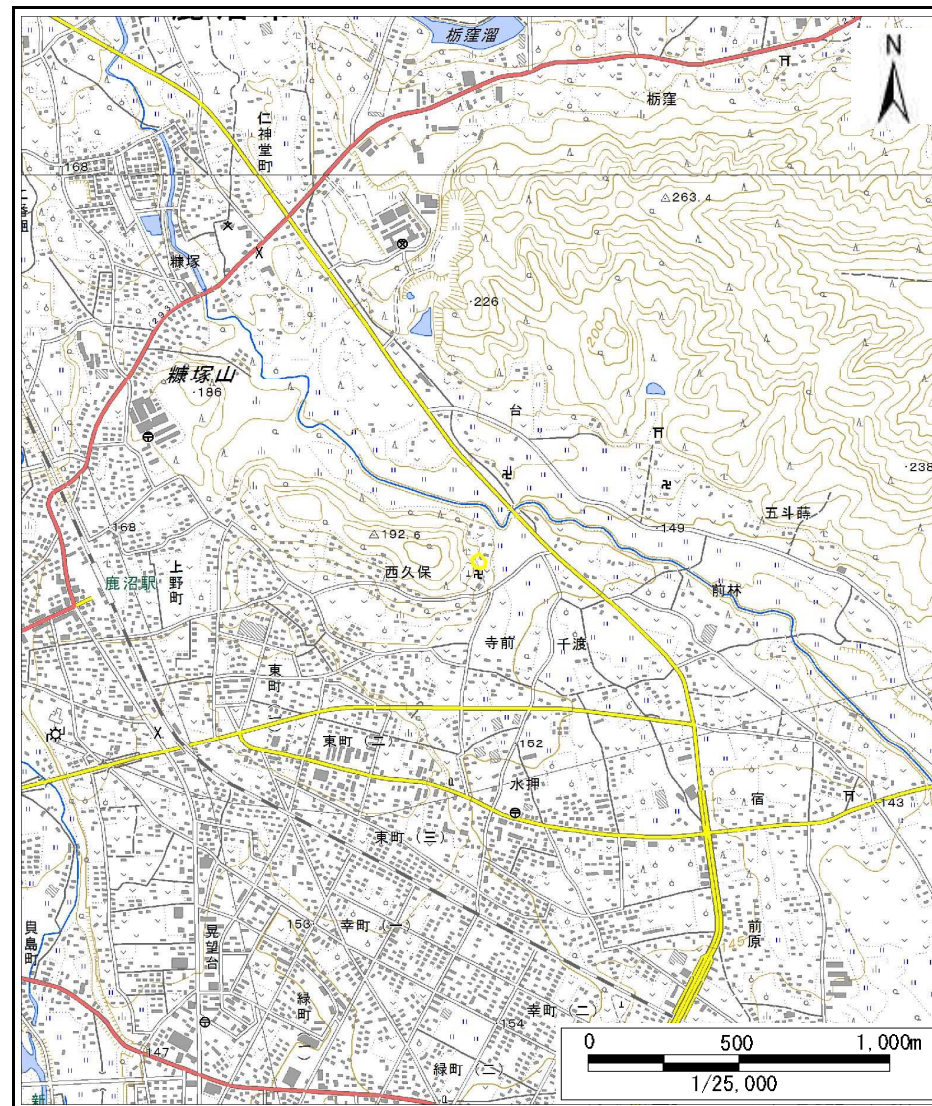 栃窪溜
N
栃窪
仁神堂町
168
263.4
糠塚
226
200
293
糠塚山
186
台
238
149
五斗蒔
168
192.6
鹿沼駅
上野町
西久保
前林
寺前
千渡
東町(一)
東町(二)
152
水押
宿
143
東町(三)
153
幸町(一)
前原
貝島町
晃望台
緑町(一)
幸町(二)
154
147
緑町(二)
新
0 500 1,000m
1/25,000